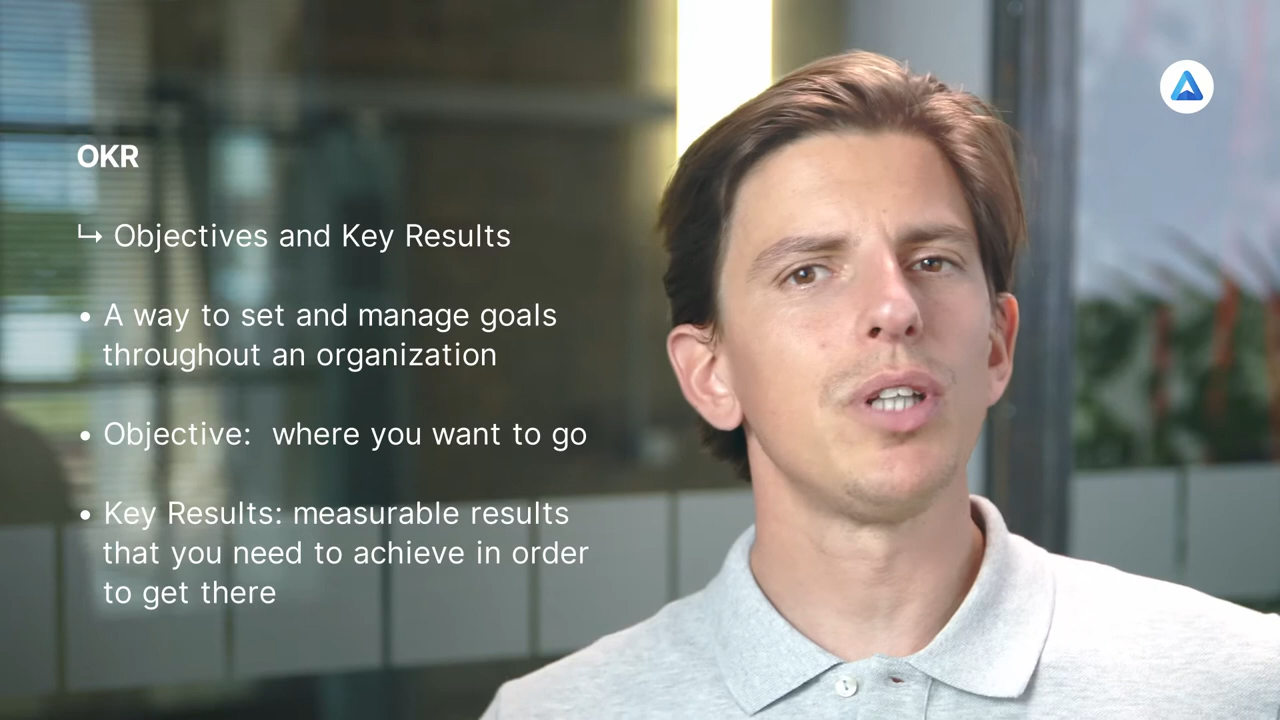 OKR
↳ Objectives and Key Results
• A way to set and manage goals
throughout an organization
• Objective:  where you want to go
• Key Results: measurable results
that you need to achieve in order
to get there